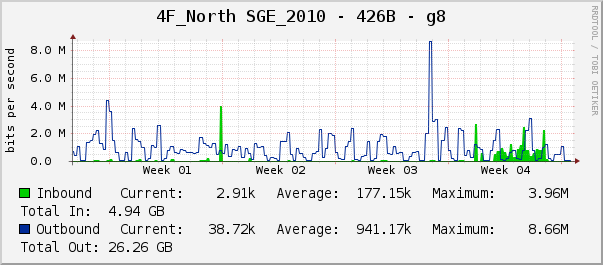 4F_North SGE_2010 - 426B - g8
RRDTOOL / TOBI OETIKER
bits per second
8.0 M
6.0 M
4.0 M
2.0 M
0.0
Week 01 Week 02 Week 03 Week 04
Inbound Current: 2.91k Average: 177.15k Maximum: 3.96M
Total In: 4.94 GB
Outbound Current: 38.72k Average: 941.17k Maximum: 8.66M
Total Out: 26.26 GB